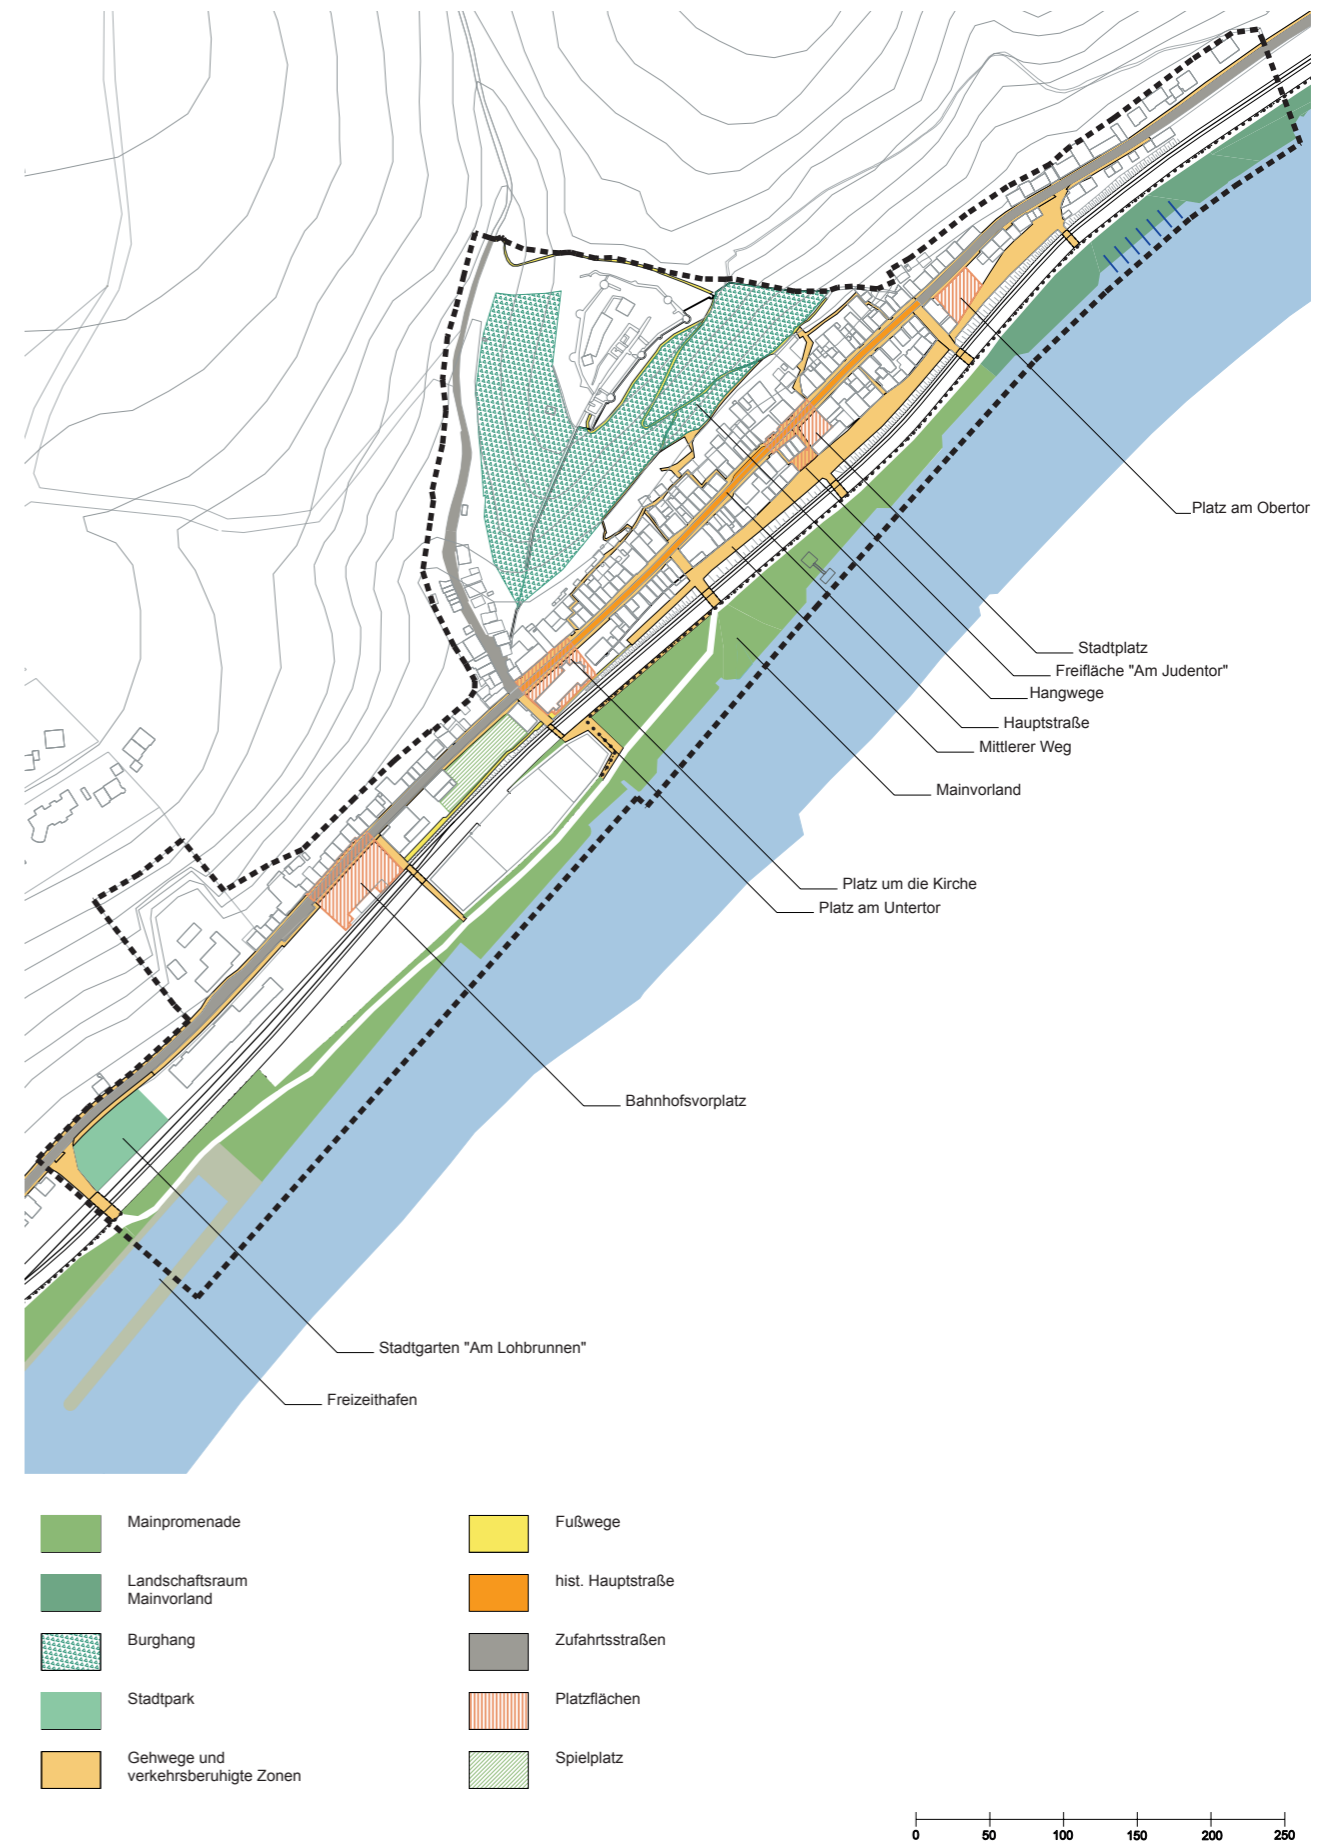 Platz am Obertor
Stadtplatz
Freifläche "Am Judentor"
Hangwege
Hauptstraße
Mittlerer Weg
Mainvorland
Platz um die Kirche
Platz am Untertor
Bahnhofsvorplatz
Stadtgarten "Am Lohbrunnen"
Freizeithafen
Mainpromenade
Landschaftsraum
Mainvorland
Burghang
Stadtpark
Gehwege und
verkehrsberuhigte Zonen
Fußwege
hist. Hauptstraße
Zufahrtsstraßen
Platzflächen
Spielplatz
0 50 100 150 200 250